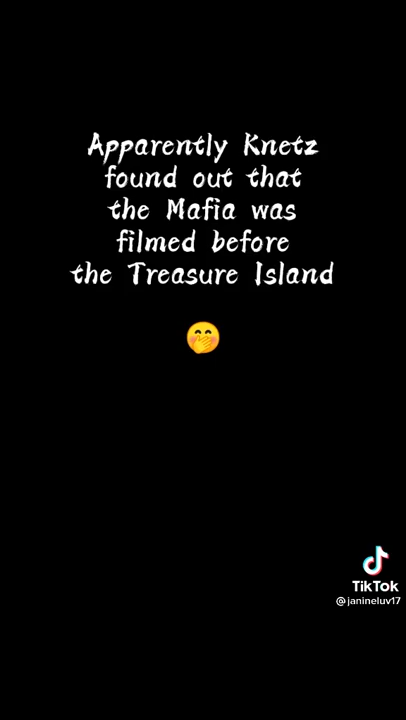 Apparently Knetz
found out that
the Mafia was
filmed before
the Treasure Island
🤭
TikTok
@janineluv17